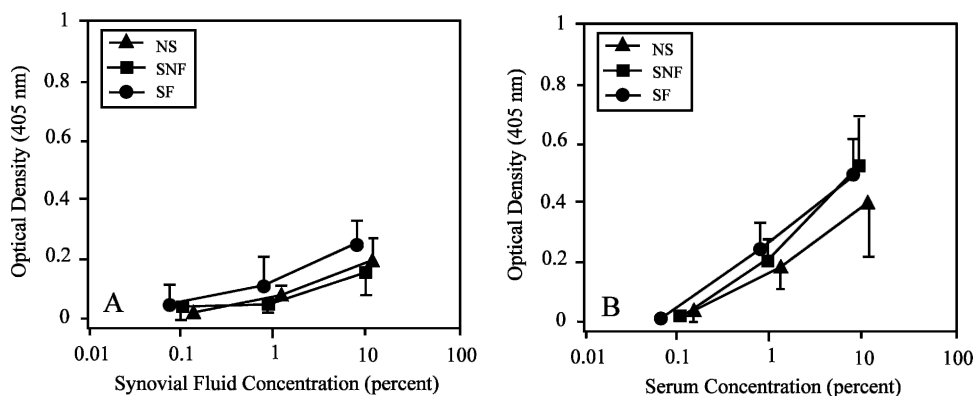 Optical Density (405 nm)
1
0.8
0.6
0.4
0.2
0
NS
SNF
SF
A
0.01
0.1
1
10
100
Synovial Fluid Concentration (percent)
Optical Density (405 nm)
1
0.8
0.6
0.4
0.2
0
NS
SNF
SF
B
0.01
0.1
1
10
100
Serum Concentration (percent)